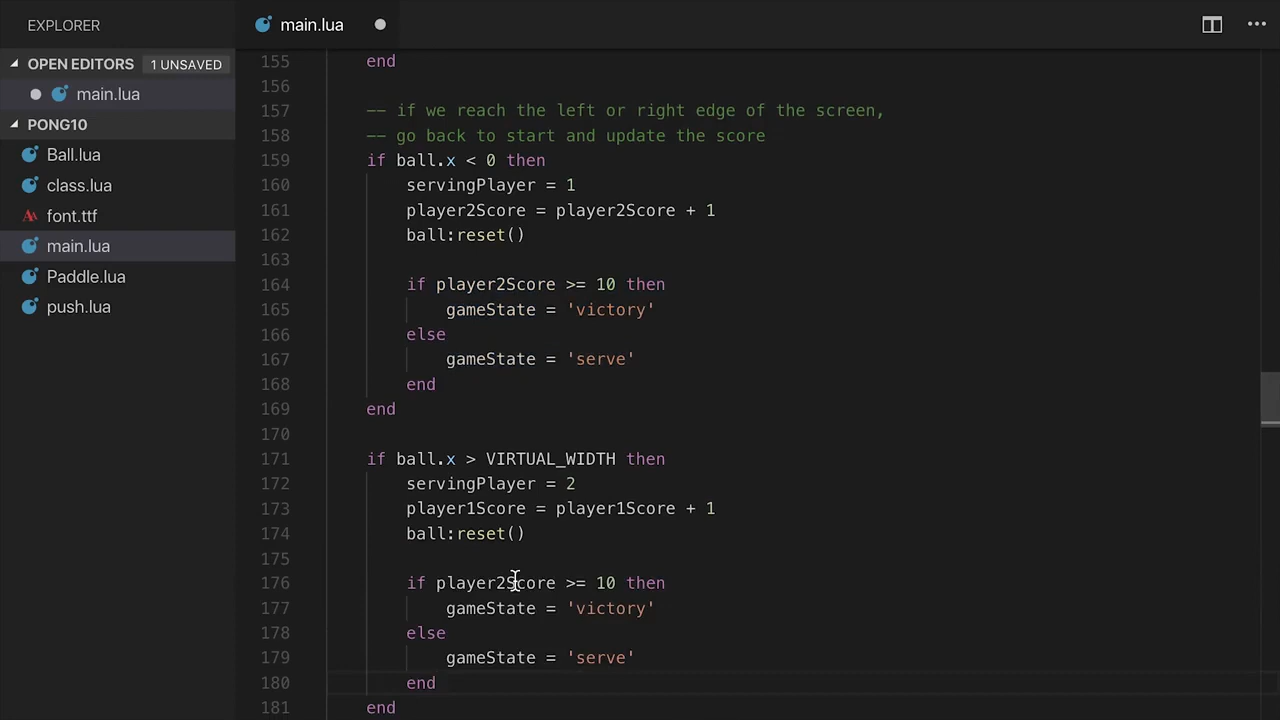 EXPLORER
OPEN EDITORS 1 UNSAVED
main.lua
PONG10
Ball.lua
class.lua
font.ttf
main.lua
Paddle.lua
push.lua
main.lua
155 end
156
157 -- if we reach the left or right edge of the screen,
158 -- go back to start and update the score
159 if ball.x < 0 then
160 servingPlayer = 1
161 player2Score = player2Score + 1
162 ball:reset()
163
164 if player2Score >= 10 then
165 gameState = 'victory'
166 else
167 gameState = 'serve'
168 end
169 end
170
171 if ball.x > VIRTUAL_WIDTH then
172 servingPlayer = 2
173 player1Score = player1Score + 1
174 ball:reset()
175
176 if player2Score >= 10 then
177 gameState = 'victory'
178 else
179 gameState = 'serve'
180 end
181 end